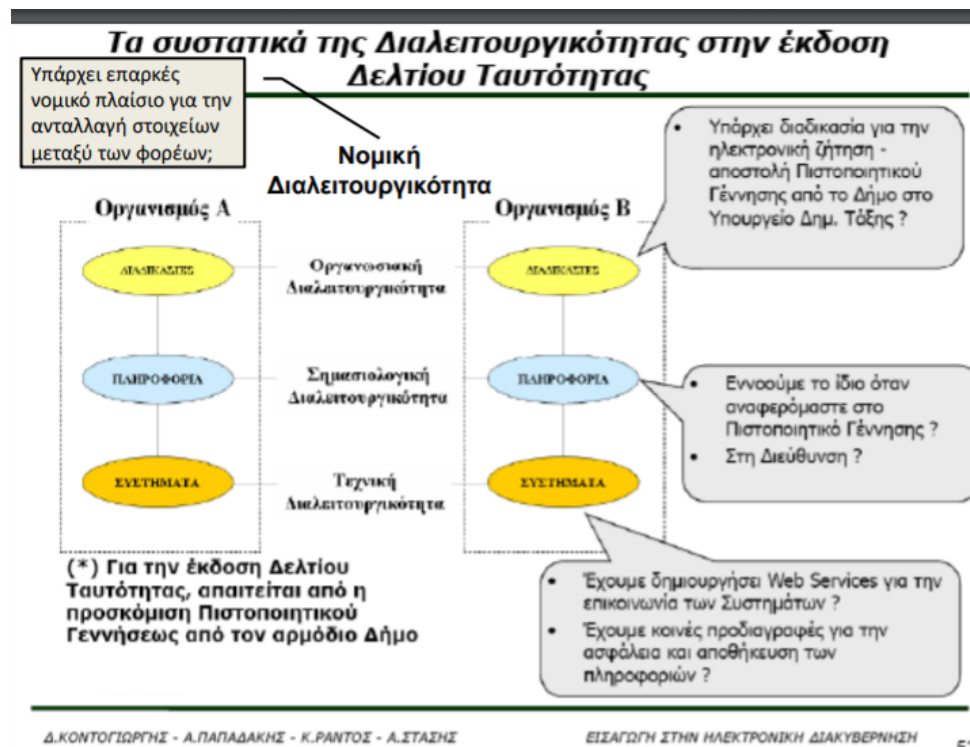 Τα συστατικά της Διαλειτουργικότητας στην έκδοση
Δελτίου Ταυτότητας
Υπάρχει επαρκές
νομικό πλαίσιο για την
ανταλλαγή στοιχείων
μεταξύ των φορέων;
Νομική
Διαλειτουργικότητα
Οργανισμός Α
Οργανισμός Β
ΔΙΑΔΙΚΑΣΙΕΣ
Οργανωσιακή
Διαλειτουργικότητα
ΔΙΑΔΙΚΑΣΙΕΣ
ΠΛΗΡΟΦΟΡΙΑ
Σημασιολογική
Διαλειτουργικότητα
ΠΛΗΡΟΦΟΡΙΑ
ΣΥΣΤΗΜΑΤΑ
Τεχνική
Διαλειτουργικότητα
ΣΥΣΤΗΜΑΤΑ
• Υπάρχει διαδικασία για την
ηλεκτρονική ζήτηση -
αποστολή Πιστοποιητικού
Γέννησης από το Δήμο στο
Υπουργείο Δημ. Τάξης ?
• Εννοούμε το ίδιο όταν
αναφερόμαστε στο
Πιστοποιητικό Γέννησης ?
• Στη Διεύθυνση ?
• Έχουμε δημιουργήσει Web Services για την
επικοινωνία των Συστημάτων ?
• Έχουμε κοινές προδιαγραφές για την
ασφάλεια και αποθήκευση των
πληροφοριών ?
(*) Για την έκδοση Δελτίου
Ταυτότητας, απαιτείται από η
προσκόμιση Πιστοποιητικού
Γεννήσεως από τον αρμόδιο Δήμο
Δ.ΚΟΝΤΟΓΙΩΡΓΗΣ - Α.ΠΑΠΑΔΑΚΗΣ - Κ.ΡΑΝΤΟΣ - Α.ΣΤΑΣΗΣ
ΕΙΣΑΓΩΓΗ ΣΤΗΝ ΗΛΕΚΤΡΟΝΙΚΗ ΔΙΑΚΥΒΕΡΝΗΣΗ